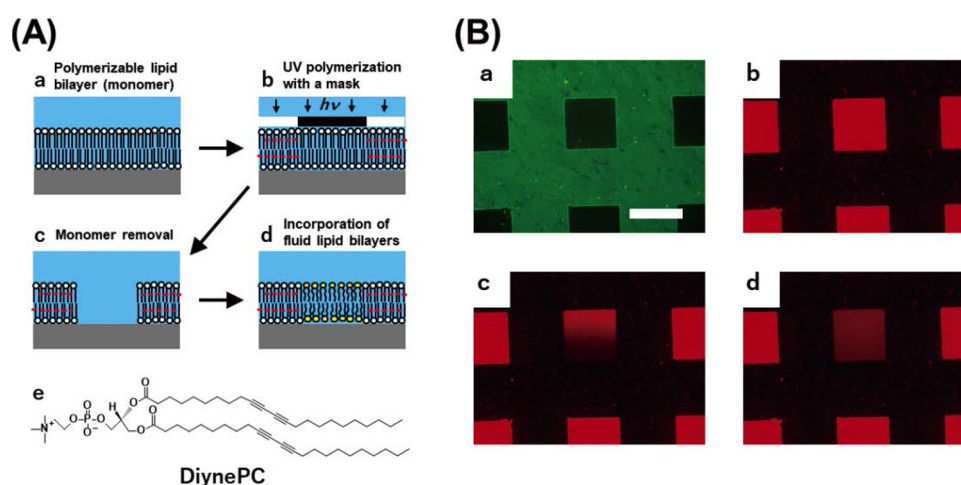 (A)
a
Polymerizable lipid
bilayer (monomer)
b
UV polymerization
with a mask
hν
c
Monomer removal
d
Incorporation of
fluid lipid bilayers
e
N+
O
P
O
O-
O
H
O
O
O
O
DiynePC
(B)
a
b
c
d